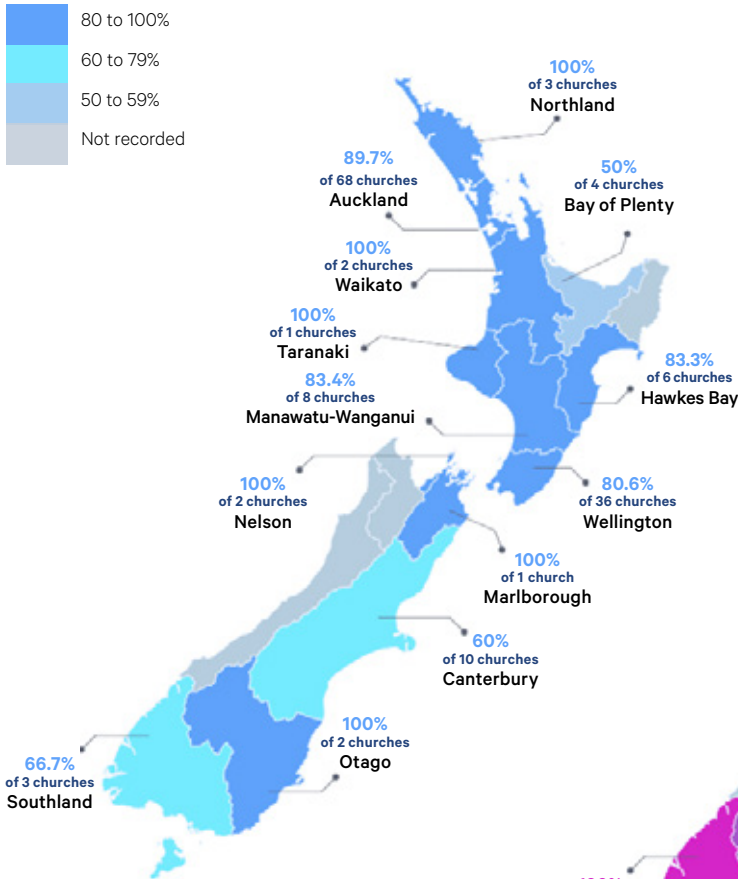 80 to 100%
60 to 79%
50 to 59%
Not recorded
100%
of 3 churches
Northland
89.7%
of 68 churches
Auckland
50%
of 4 churches
Bay of Plenty
100%
of 2 churches
Waikato
100%
of 1 churches
Taranaki
83.3%
of 6 churches
Hawkes Bay
83.4%
of 8 churches
Manawatu-Wanganui
100%
of 2 churches
Nelson
80.6%
of 36 churches
Wellington
100%
of 1 church
Marlborough
60%
of 10 churches
Canterbury
100%
of 2 churches
Otago
66.7%
of 3 churches
Southland